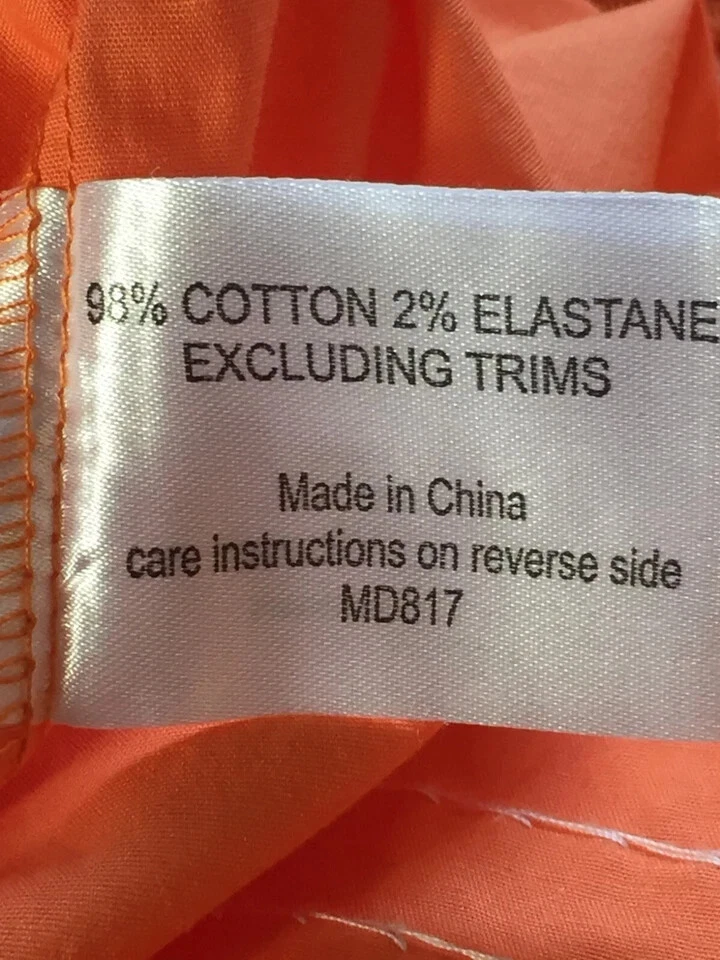 98% COTTON 2% ELASTANE
EXCLUDING TRIMS
Made in China
care instructions on reverse side
MD817